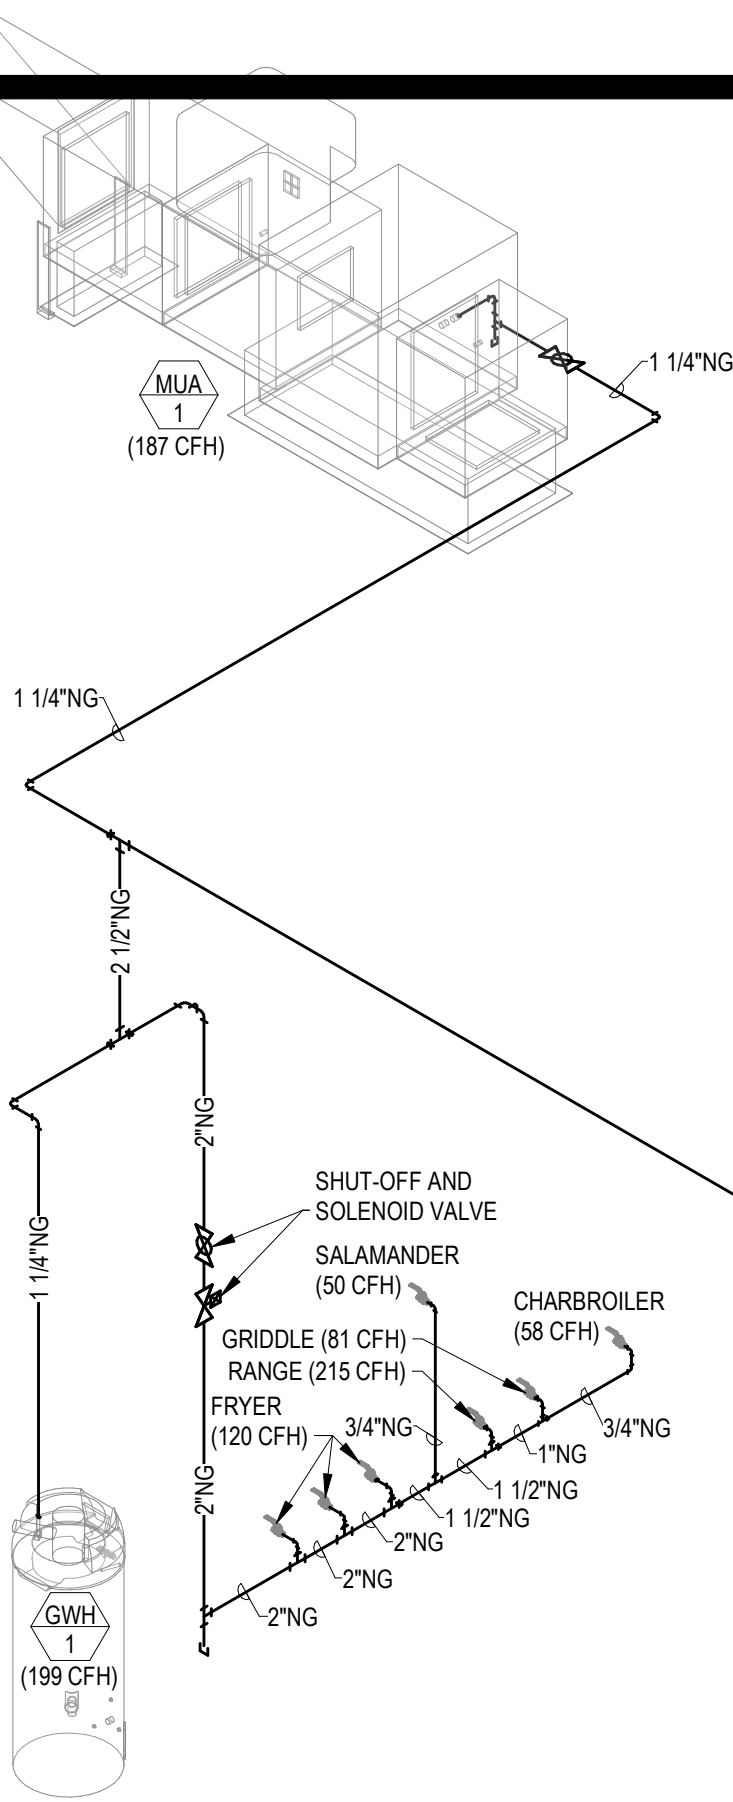 1 1/4"NG
MUA
1
(187 CFH)
1 1/4"NG
2 1/2"NG
2"NG
SHUT-OFF AND
SOLENOID VALVE
1 1/4"NG
SALAMANDER
(50 CFH)
CHARBROILER
(58 CFH)
GRIDDLE (81 CFH)
RANGE (215 CFH)
FRYER
(120 CFH)
3/4"NG
3/4"NG
1"NG
1 1/2"NG
2"NG
1 1/2"NG
2"NG
2"NG
2"NG
GWH
1
(199 CFH)